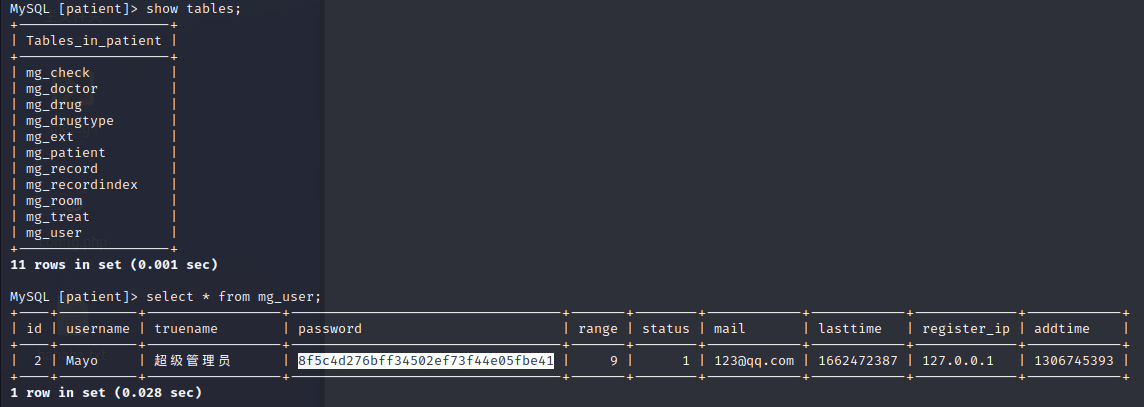 MySQL [patient]> show tables;
+-------------------+
| Tables_in_patient |
+-------------------+
| mg_check          |
| mg_doctor         |
| mg_drug           |
| mg_drugtype       |
| mg_ext            |
| mg_patient        |
| mg_record         |
| mg_recordindex    |
| mg_room           |
| mg_treat          |
| mg_user           |
+-------------------+
11 rows in set (0.001 sec)
MySQL [patient]> select * from mg_user;
+----+----------+-----------------+----------------------------------+-------+--------+------------+------------+-------------+------------+
| id | username | truename        | password                         | range | status | mail       | lasttime   | register_ip | addtime    |
+----+----------+-----------------+----------------------------------+-------+--------+------------+------------+-------------+------------+
|  2 | Mayo     | 超级管理员 | 8f5c4d276bff34502ef73f44e05fbe41 |     9 |      1 | 123@qq.com | 1662472387 | 127.0.0.1   | 1306745393 |
+----+----------+-----------------+----------------------------------+-------+--------+------------+------------+-------------+------------+
1 row in set (0.028 sec)